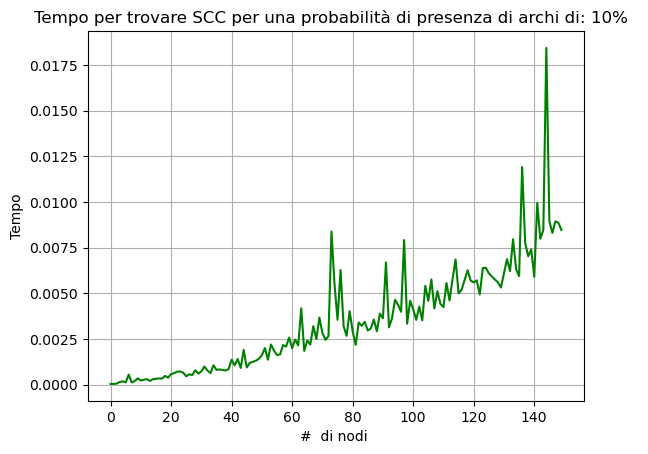 Tempo per trovare SCC per una probabilità di presenza di archi di: 10%
0.0175
0.0150
0.0125
0.0100
0.0075
0.0050
0.0025
0.0000
Tempo
0 20 40 60 80 100 120 140
# di nodi